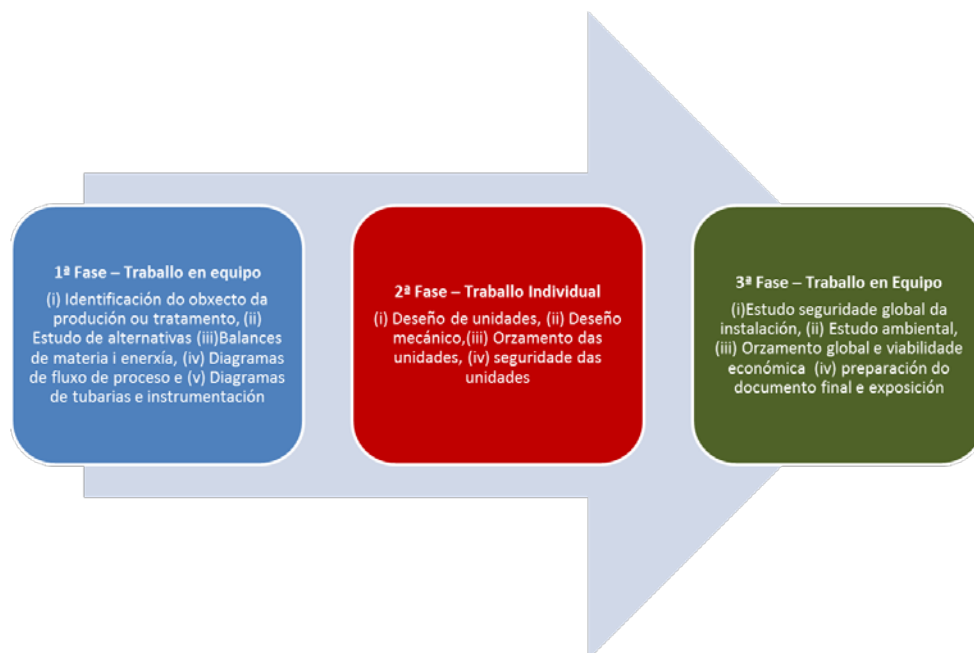 1ª Fase – Traballo en equipo
(i) Identificación do obxecto da
produción ou tratamento, (ii)
Estudo de alternativas (iii)Balances
de materia i enerxía, (iv) Diagramas
de fluxo de proceso e (v) Diagramas
de tubarias e instrumentación
2ª Fase – Traballo Individual
(i) Deseño de unidades, (ii) Deseño
mecánico,(iii) Orzamento das
unidades, (iv) seguridade das
unidades
3ª Fase – Traballo en Equipo
(i)Estudo seguridade global da
instalación, (ii) Estudo ambiental,
(iii) Orzamento global e viabilidade
económica (iv) preparación do
documento final e exposición